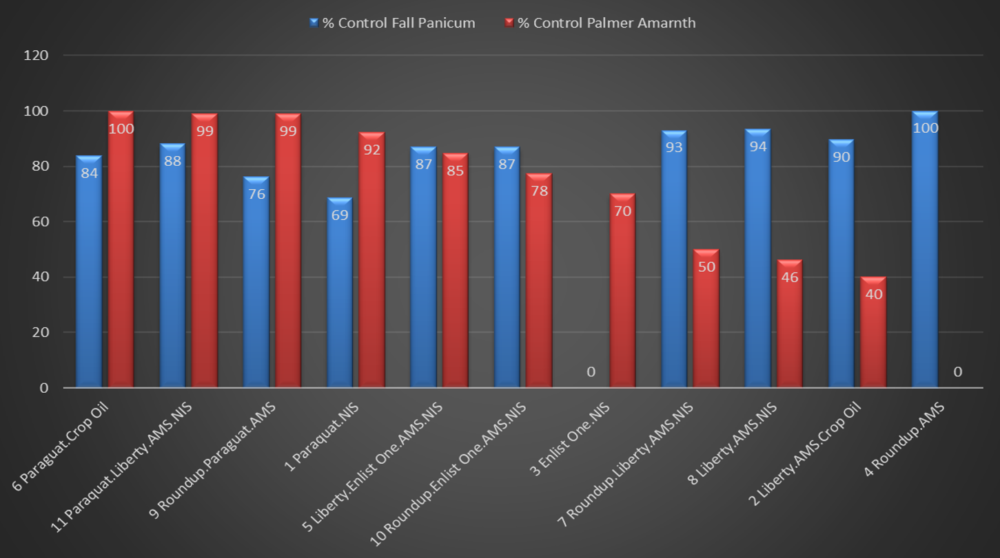 % Control Fall Panicum % Control Palmer Amarnth
120
100
80
60
40
20
0
84 100
88 99
76 99
69 92
87 85
87 78
0 70
93 50
94 46
90 40
100 0
6 Paraguat.Crop Oil
11 Paraquat.Liberty.AMS.NIS
9 Roundup.Paraguat.AMS
1 Paraquat.NIS
5 Liberty.Enlist One.AMS.NIS
10 Roundup.Enlist One.AMS.NIS
3 Enlist One.NIS
7 Roundup.Liberty.AMS.NIS
8 Liberty.AMS.NIS
2 Liberty.AMS.Crop Oil
4 Roundup.AMS